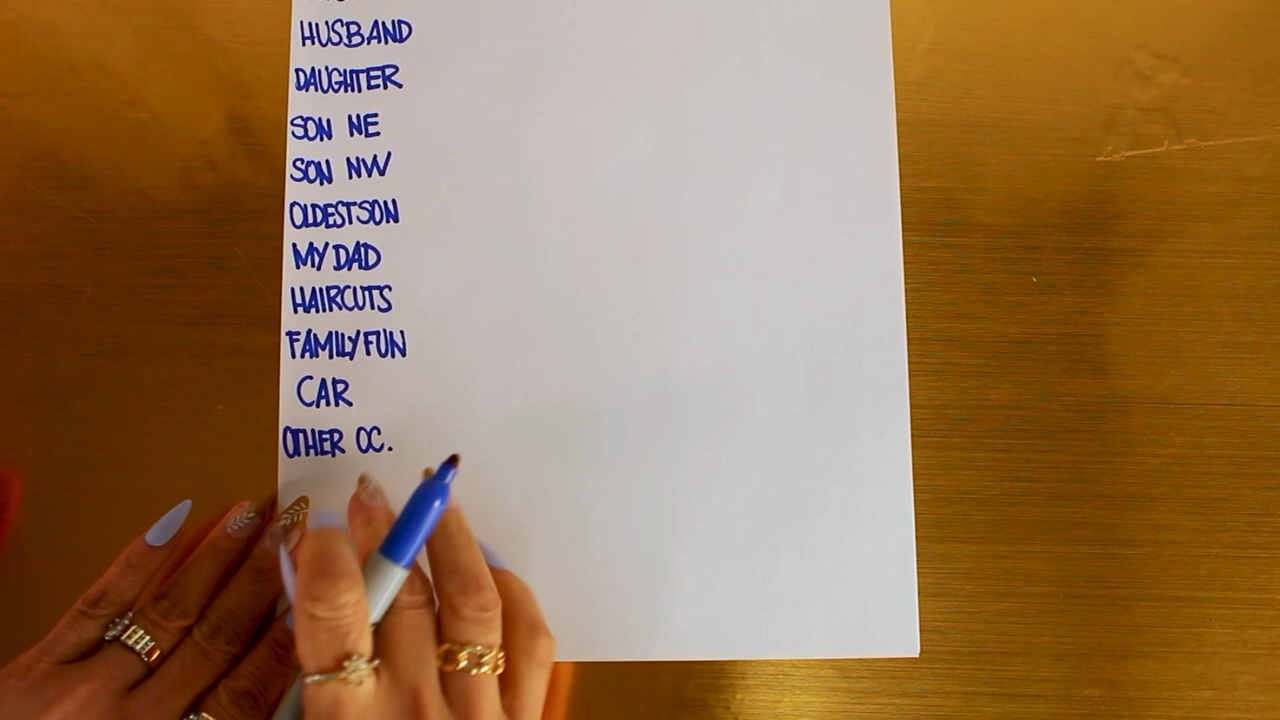 HUSBAND
DAUGHTER
SON NE
SON NW
OLDEST SON
MY DAD
HAIRCUTS
FAMILY FUN
CAR
OTHER OC.